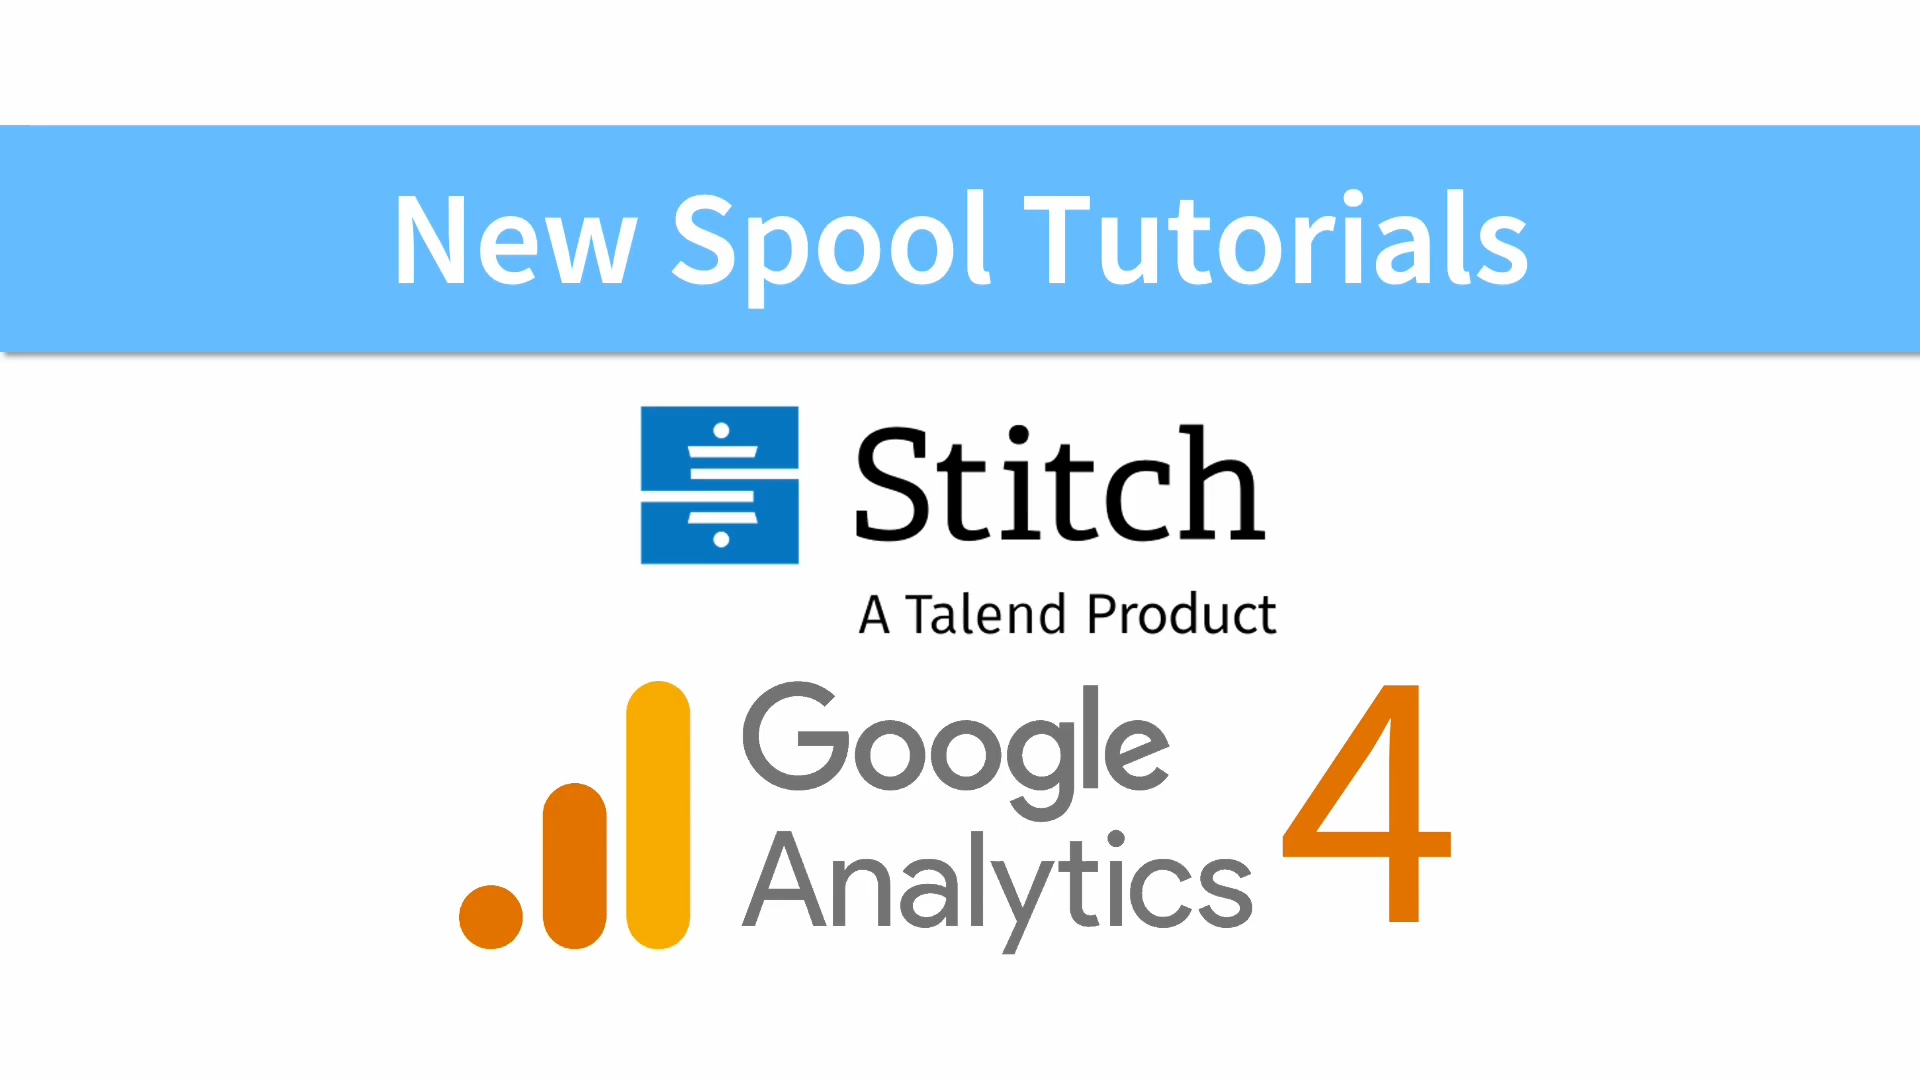 New Spool Tutorials
Stitch
A Talend Product
Google
Analytics 4